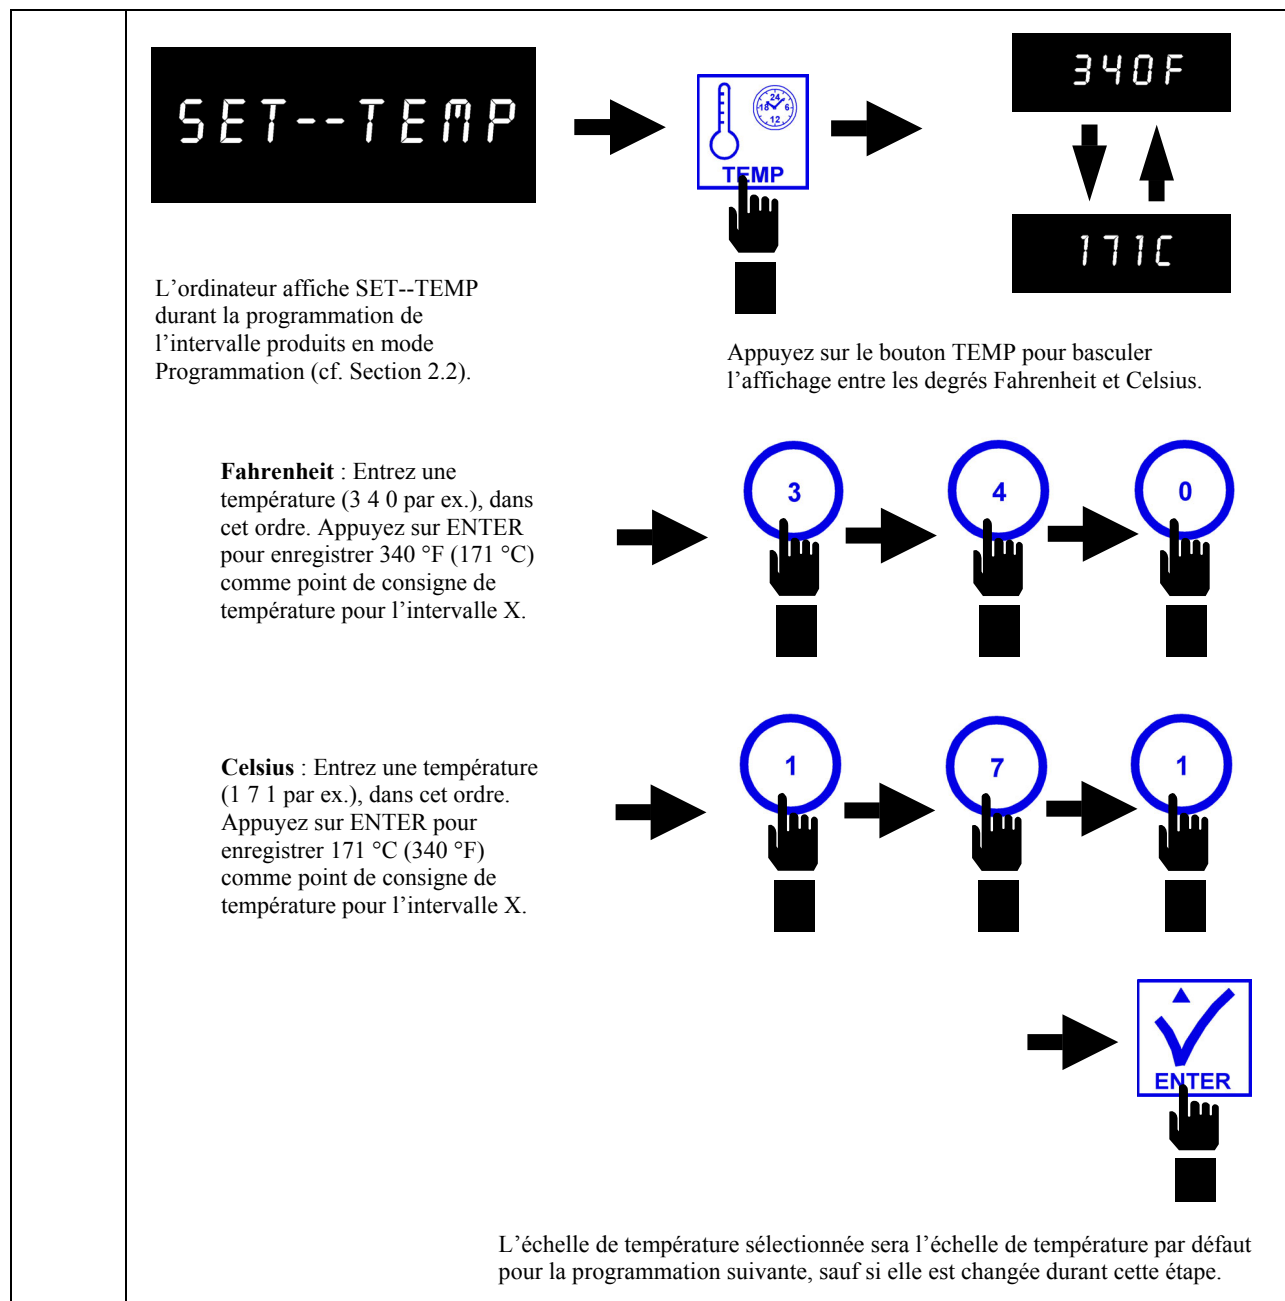 SET--TEMP
24
18 6
12
TEMP
340F
171C
L’ordinateur affiche SET--TEMP
durant la programmation de
l’intervalle produits en mode
Programmation (cf. Section 2.2).
Appuyez sur le bouton TEMP pour basculer
l’affichage entre les degrés Fahrenheit et Celsius.
Fahrenheit : Entrez une
température (3 4 0 par ex.), dans
cet ordre. Appuyez sur ENTER
pour enregistrer 340 °F (171 °C)
comme point de consigne de
température pour l’intervalle X.
3 4 0
Celsius : Entrez une température
(1 7 1 par ex.), dans cet ordre.
Appuyez sur ENTER pour
enregistrer 171 °C (340 °F)
comme point de consigne de
température pour l’intervalle X.
1 7 1
ENTER
L’échelle de température sélectionnée sera l’échelle de température par défaut
pour la programmation suivante, sauf si elle est changée durant cette étape.